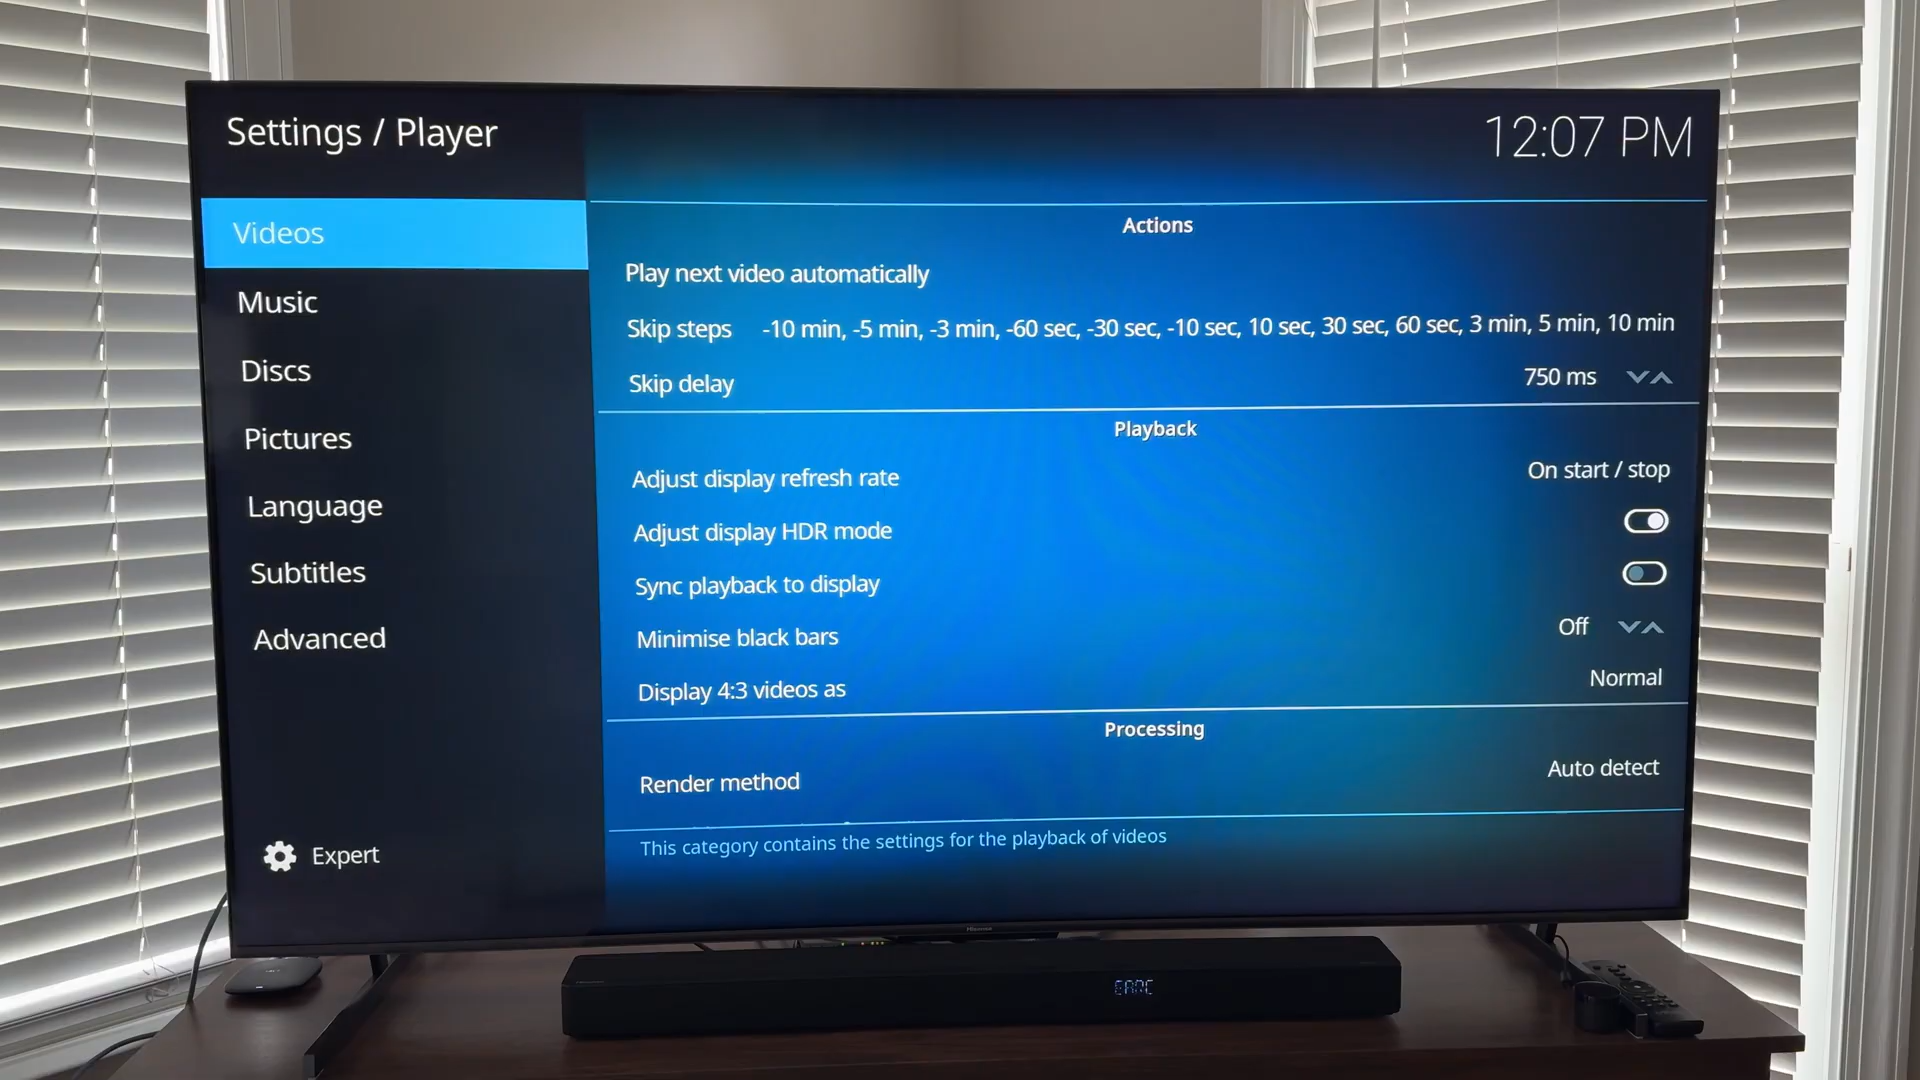 Settings / Player
12:07 PM
Videos
Music
Discs
Pictures
Language
Subtitles
Advanced
Expert
Actions
Play next video automatically
Skip steps -10 min, -5 min, -3 min, -60 sec, -30 sec, -10 sec, 10 sec, 30 sec, 60 sec, 3 min, 5 min, 10 min
Skip delay 750 ms
Playback
Adjust display refresh rate On start / stop
Adjust display HDR mode
Sync playback to display
Minimise black bars Off
Display 4:3 videos as Normal
Processing
Render method Auto detect
This category contains the settings for the playback of videos
Hisense